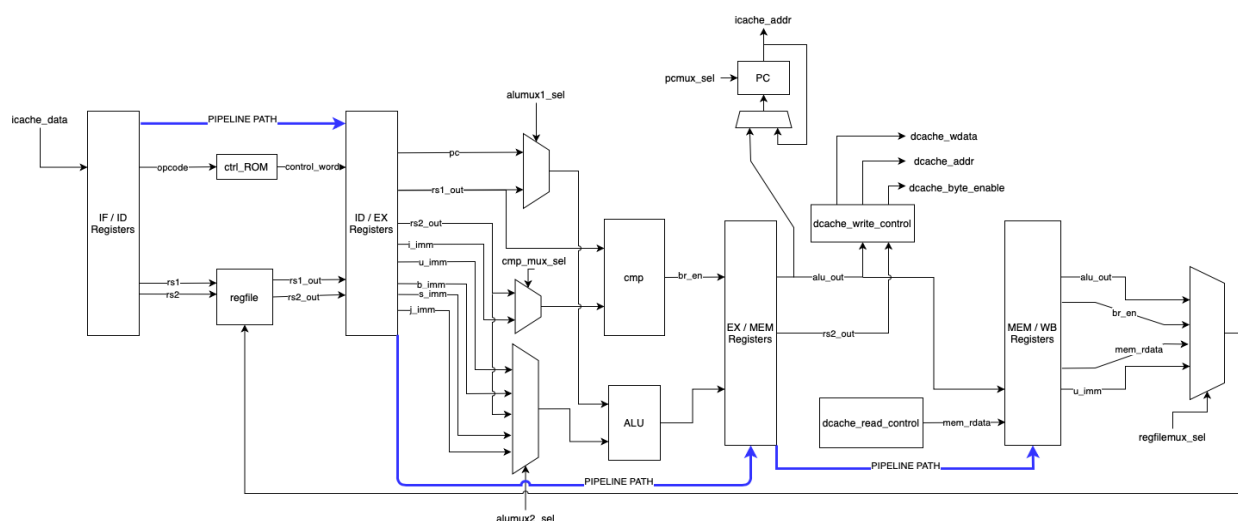 icache_addr
PC
pcmux_sel
icache_data
PIPELINE PATH
alumux1_sel
opcode
ctrl_ROM
control_word
IF / ID
Registers
ID / EX
Registers
pc
rs1_out
rs2_out
i_imm
u_imm
b_imm
s_imm
j_imm
rs1
rs2
regfile
rs1_out
rs2_out
cmp_mux_sel
cmp
br_en
ALU
alumux2_sel
PIPELINE PATH
EX / MEM
Registers
alu_out
rs2_out
dcache_wdata
dcache_addr
dcache_byte_enable
dcache_write_control
dcache_read_control
mem_rdata
PIPELINE PATH
MEM / WB
Registers
alu_out
br_en
mem_rdata
u_imm
regfilemux_sel